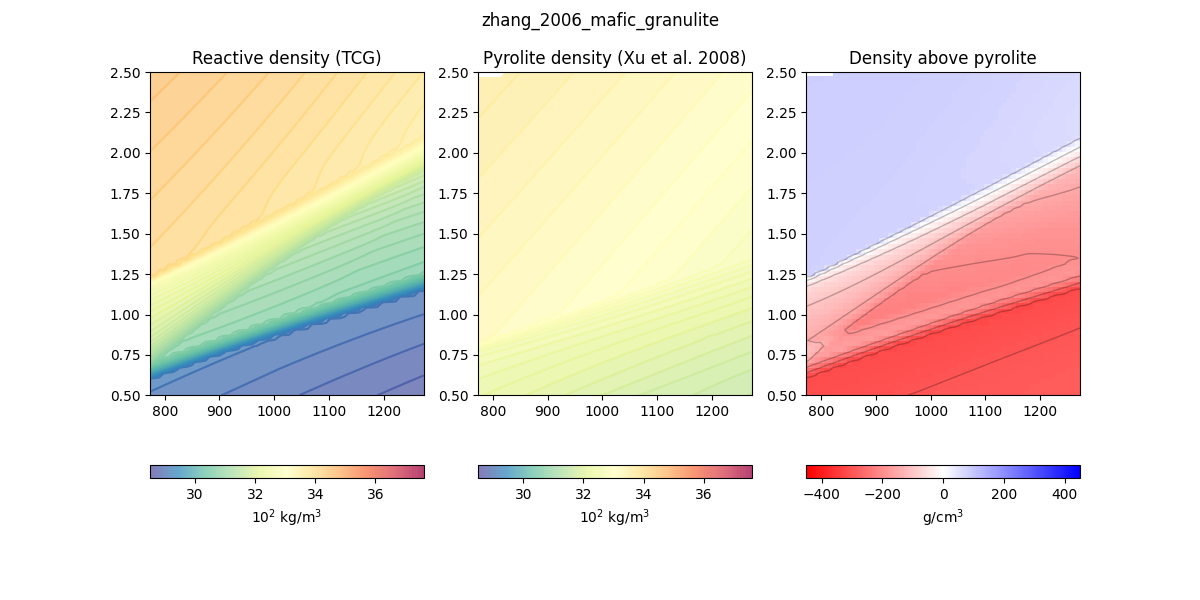 zhang_2006_mafic_granulite
Reactive density (TCG)
Pyrolite density (Xu et al. 2008)
Density above pyrolite
2.50
2.25
2.00
1.75
1.50
1.25
1.00
0.75
0.50
800 900 1000 1100 1200
2.50
2.25
2.00
1.75
1.50
1.25
1.00
0.75
0.50
800 900 1000 1100 1200
2.50
2.25
2.00
1.75
1.50
1.25
1.00
0.75
0.50
800 900 1000 1100 1200
30 32 34 36
10² kg/m³
30 32 34 36
10² kg/m³
−400 −200 0 200 400
g/cm³